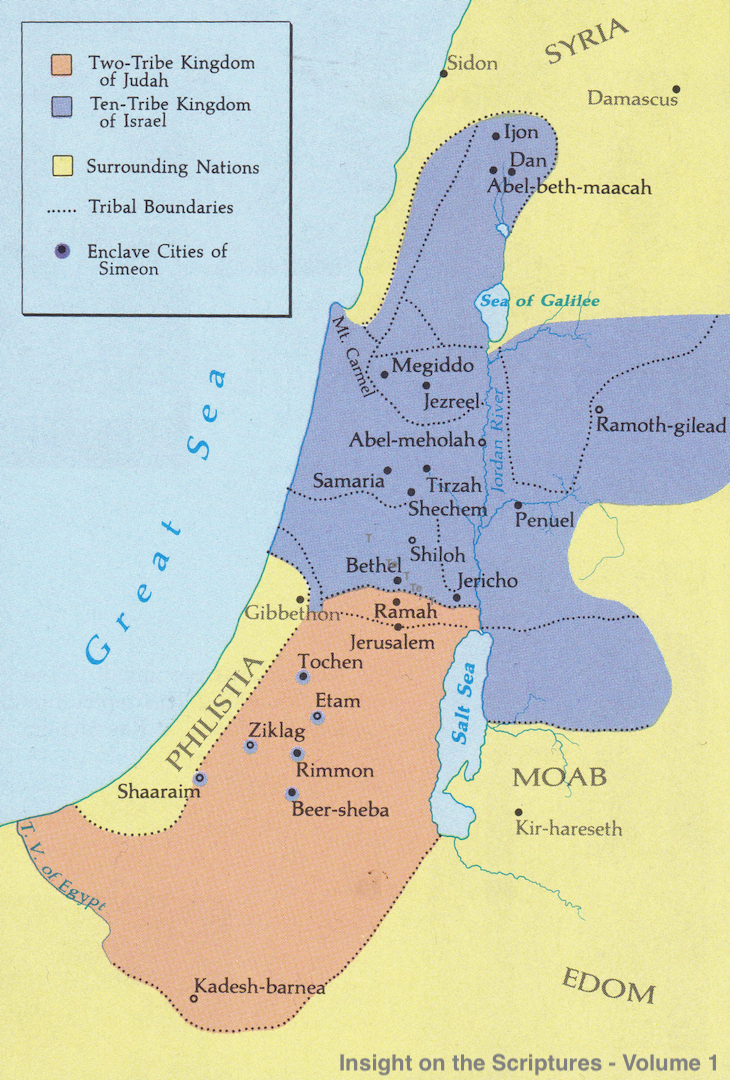 Two-Tribe Kingdom
of Judah
Ten-Tribe Kingdom
of Israel
Surrounding Nations
Tribal Boundaries
Enclave Cities of
Simeon
SYRIA
Sidon
Damascus
Ijon
Dan
Abel-beth-maacah
Sea of Galilee
Mt. Carmel
Megiddo
Jezreel
Jordan River
Ramoth-gilead
Great Sea
Abel-meholah
Samaria
Tirzah
Shechem
Penuel
Shiloh
Bethel
Jericho
Gibbethon
Ramah
Jerusalem
Tochen
PHILISTIA
Etam
Salt Sea
Ziklag
Rimmon
Shaaraim
Beer-sheba
MOAB
Kir-hareseth
T. V. of Egypt
EDOM
Kadesh-barnea
Insight on the Scriptures - Volume 1